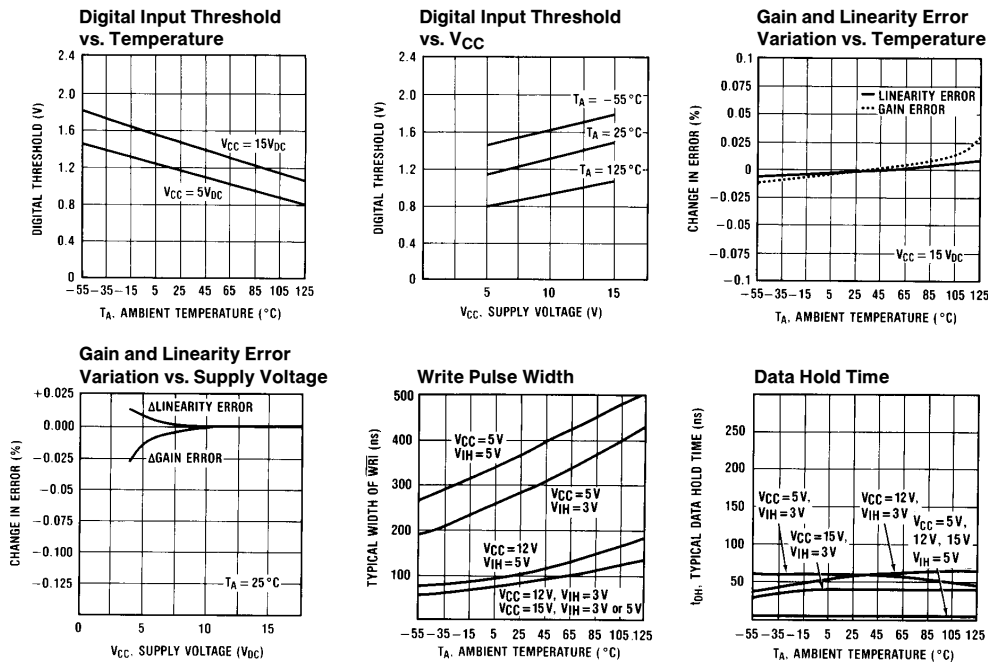 Digital Input Threshold
vs. Temperature
2.4
2.0
1.6
1.2
0.8
0.4
0
DIGITAL THRESHOLD (V)
VCC = 15VDC
VCC = 5VDC
−55−35−15 5 25 45 65 85 105 125
TA. AMBIENT TEMPERATURE (°C)
Digital Input Threshold
vs. VCC
2.4
2.0
1.6
1.2
0.8
1.4
0
DIGITAL THRESHOLD (V)
TA = −55°C
TA = 25°C
TA = 125°C
5 10 15
VCC. SUPPLY VOLTAGE (V)
Gain and Linearity Error
Variation vs. Temperature
0.1
0.075
0.05
0.025
0
−0.025
−0.05
−0.075
−0.1
CHANGE IN ERROR (%)
LINEARITY ERROR
GAIN ERROR
VCC = 15 VDC
−55−35−15 5 25 45 65 85 105 125
TA. AMBIENT TEMPERATURE (°C)
Gain and Linearity Error
Variation vs. Supply Voltage
+0.025
0.000
−0.025
−0.05
−0.075
−0.100
−0.125
CHANGE IN ERROR (%)
ΔLINEARITY ERROR
ΔGAIN ERROR
TA = 25°C
0 5 10 15
VCC. SUPPLY VOLTAGE (VDC)
Write Pulse Width
500
400
300
200
100
TYPICAL WIDTH OF WRI (ns)
VCC = 5V
VIH = 5V
VCC = 5V
VIH = 3V
VCC = 12V
VIH = 5V
VCC = 12V, VIH = 3V
VCC = 15V, VIH = 3V or 5V
−55 −35 −15 5 25 45 65 85 105 125
TA. AMBIENT TEMPERATURE (°C)
Data Hold Time
250
200
150
100
50
tDH, TYPICAL DATA HOLD TIME (ns)
VCC = 5V,
VIH = 3V
VCC = 12V,
VIH = 3V
VCC = 15V,
VIH = 3V
VCC = 5V,
12V, 15V
VIH = 5V
−55 −35 −15 5 25 45 65 85 105 125
TA. AMBIENT TEMPERATURE (°C)